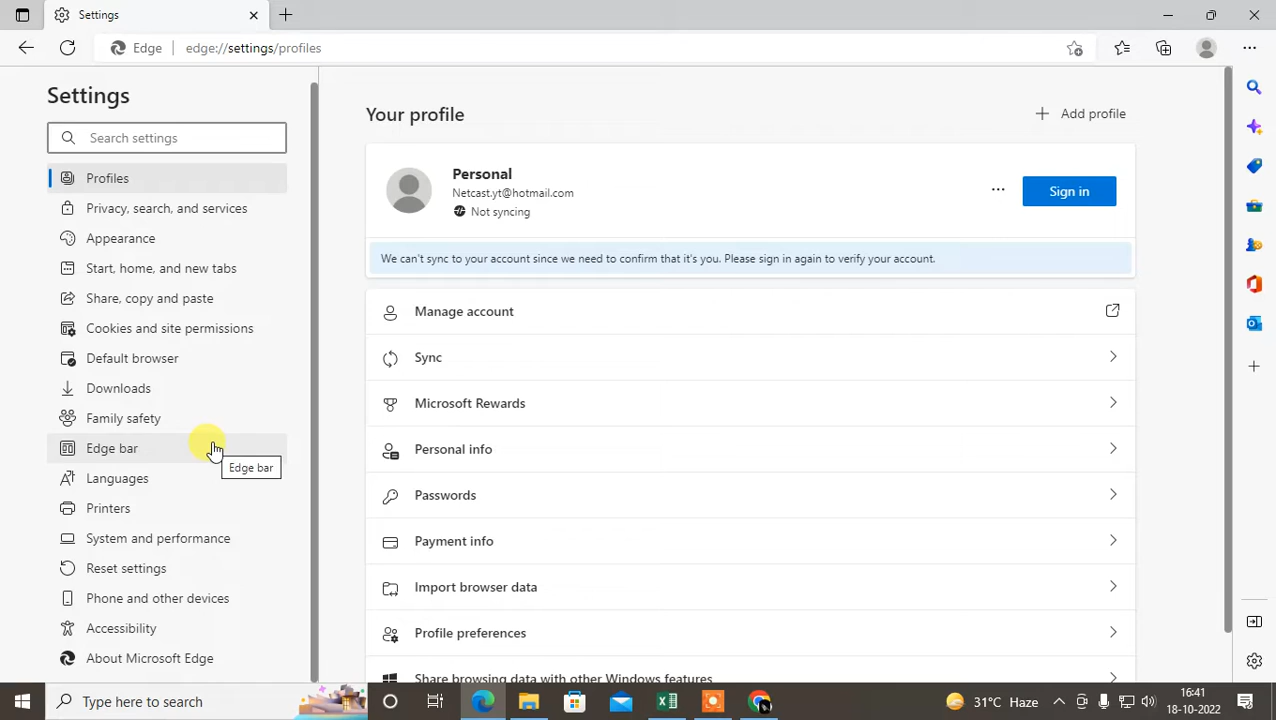 Settings
Edge
edge://settings/profiles
Settings
Search settings
Profiles
Privacy, search, and services
Appearance
Start, home, and new tabs
Share, copy and paste
Cookies and site permissions
Default browser
Downloads
Family safety
Edge bar
Edge bar
Languages
Printers
System and performance
Reset settings
Phone and other devices
Accessibility
About Microsoft Edge
Your profile
Add profile
Personal
Netcast.yt@hotmail.com
Not syncing
Sign in
We can't sync to your account since we need to confirm that it's you. Please sign in again to verify your account.
Manage account
Sync
Microsoft Rewards
Personal info
Passwords
Payment info
Import browser data
Profile preferences
Share browsing data with other Windows features
Type here to search
31°C Haze
16:41
18-10-2022